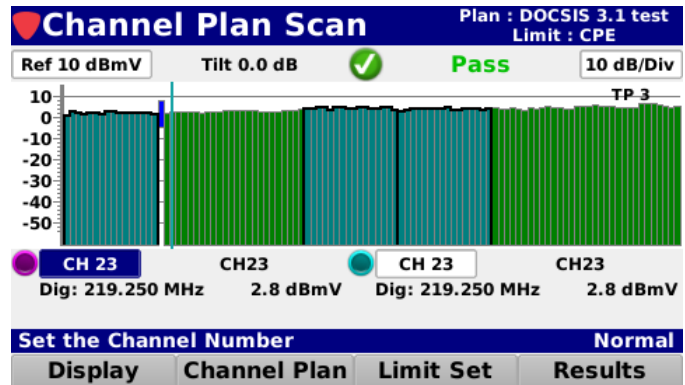 Channel Plan Scan
Plan : DOCSIS 3.1 test
Limit : CPE
Ref 10 dBmV Tilt 0.0 dB Pass 10 dB/Div
TP 3
10
0
-10
-20
-30
-40
-50
CH 23 CH23 CH 23 CH23
Dig: 219.250 MHz 2.8 dBmV Dig: 219.250 MHz 2.8 dBmV
Set the Channel Number Normal
Display Channel Plan Limit Set Results